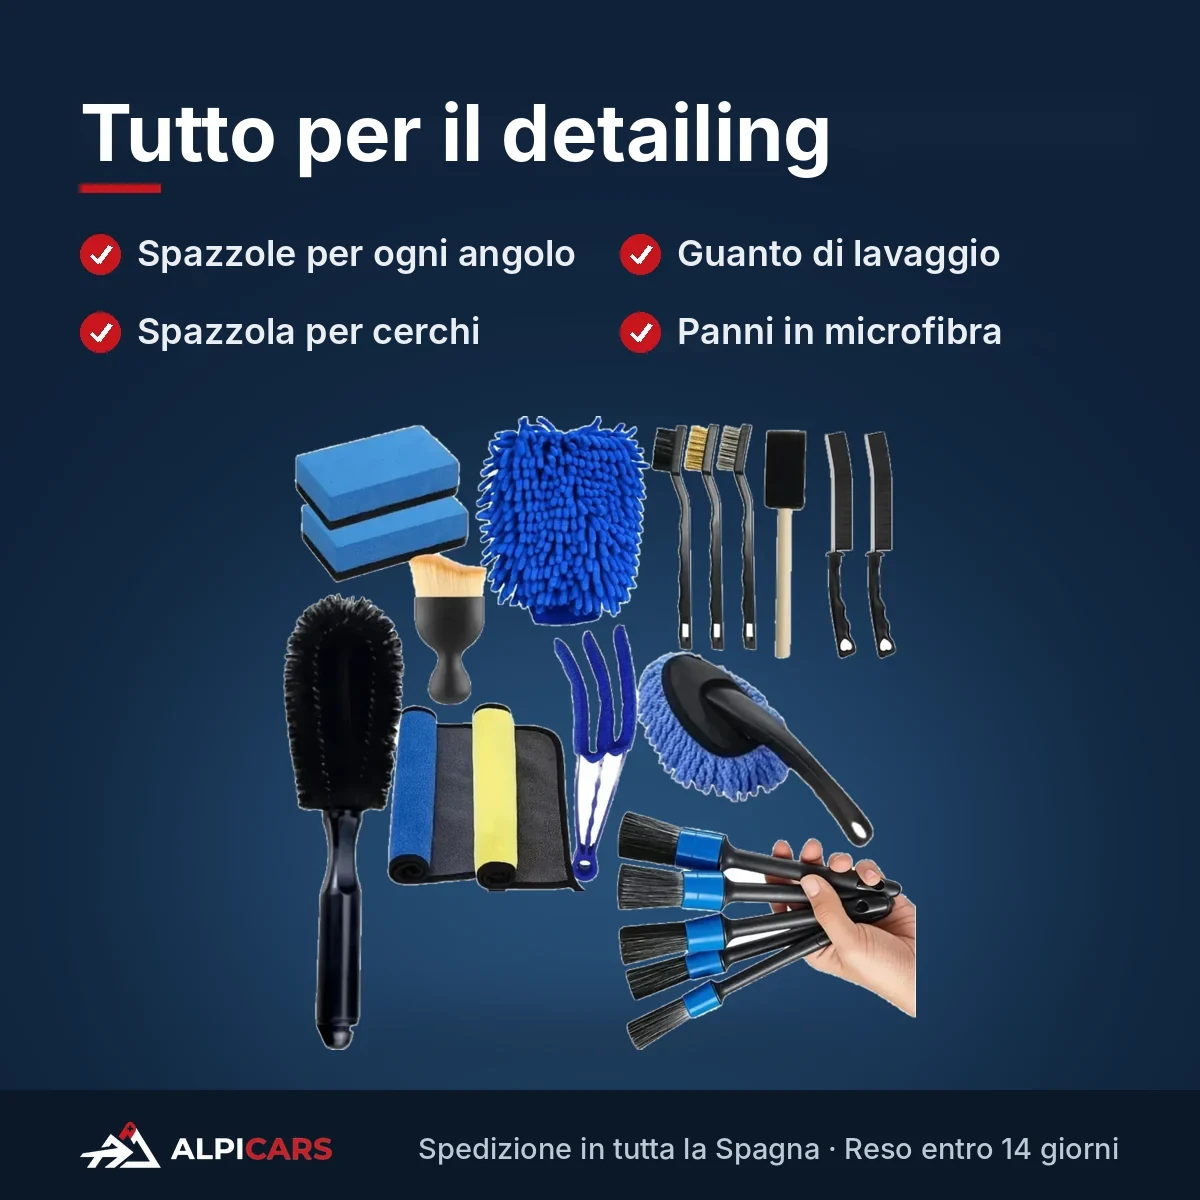 Tutto per il detailing
Spazzole per ogni angolo
Guanto di lavaggio
Spazzola per cerchi
Panni in microfibra
ALPICARS
Spedizione in tutta la Spagna · Reso entro 14 giorni